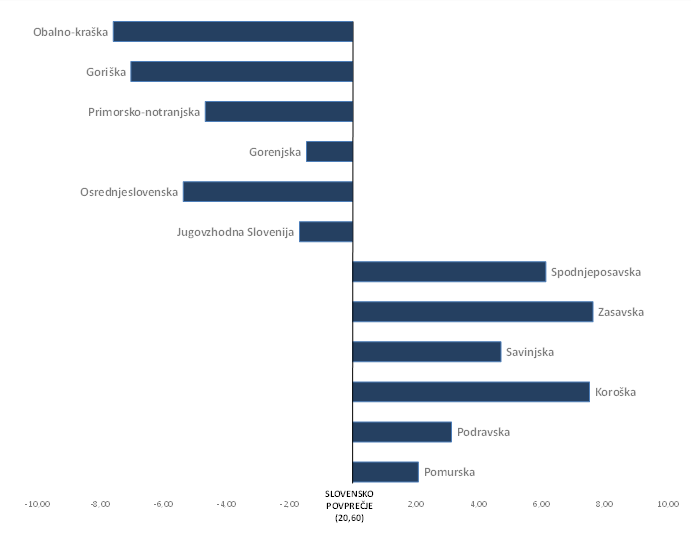 Obalno-kraška
Goriška
Primorsko-notranjska
Gorenjska
Osrednjeslovenska
Jugovzhodna Slovenija
Spodnjeposavska
Zasavska
Savinjska
Koroška
Podravska
Pomurska
-10.00 -8.00 -6.00 -4.00 -2.00 SLOVENSKO POVPREČJE (20,60) 2.00 4.00 6.00 8.00 10.00